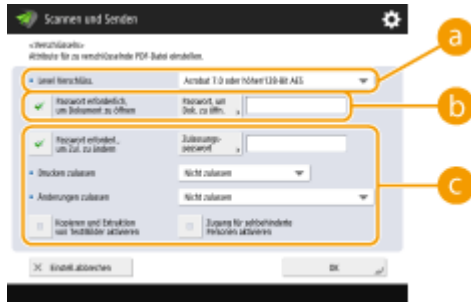 Scannen und Senden
<Verschlüsseln>
Attribute für zu verschlüsselnde PDF-Datei einstellen.
Level Verschlüss.
Acrobat 7.0 oder höher/128-Bit AES
a
Passwort erforderlich,
um Dokument zu öffnen
Passwort, um
Dok. zu öffn.
b
Passwort erforderl.,
um Zul. zu ändern
Zulassungs-
passwort
Drucken zulassen
Nicht zulassen
c
Änderungen zulassen
Nicht zulassen
Kopieren und Extraktion
von Text/Bilder aktivieren
Zugang für sehbehinderte
Personen aktivieren
Einstell. abbrechen
OK